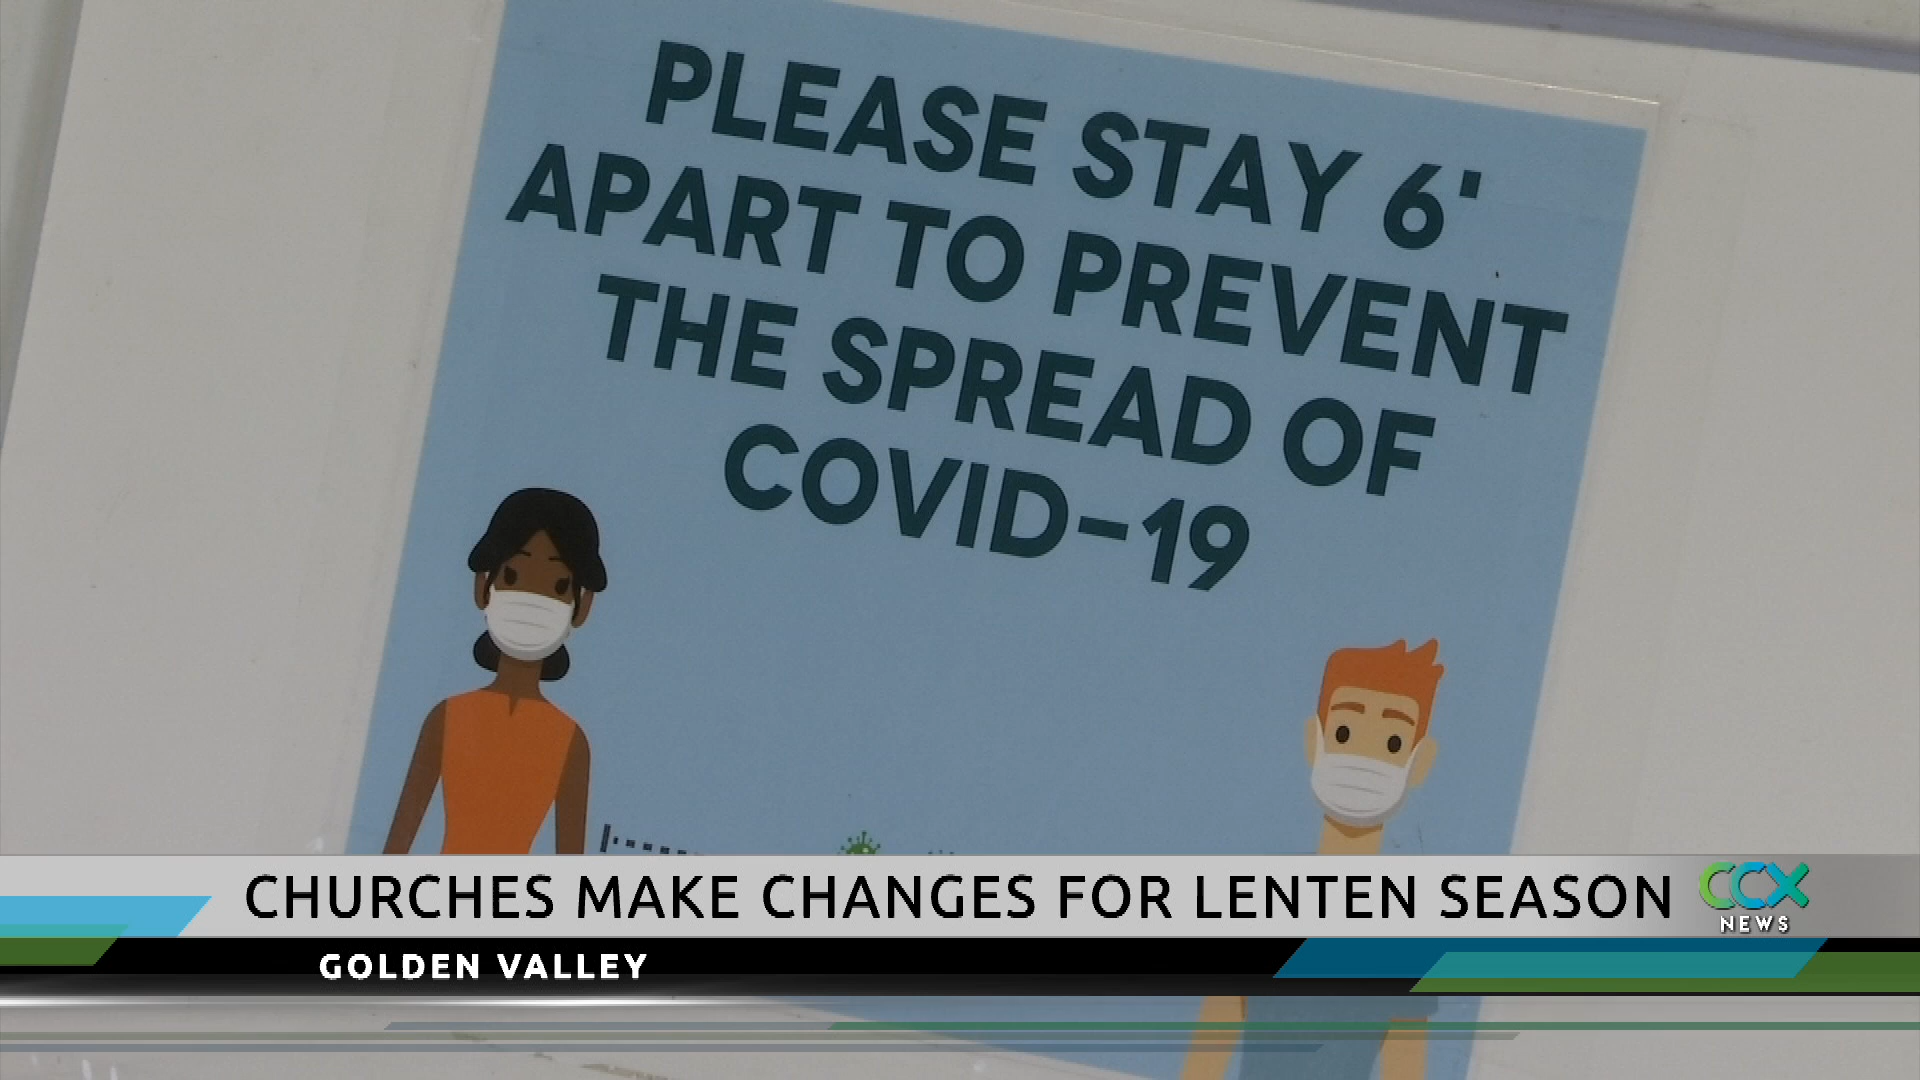 PLEASE STAY 6'
APART TO PREVENT
THE SPREAD OF
COVID-19
CHURCHES MAKE CHANGES FOR LENTEN SEASON
CCX
NEWS
GOLDEN VALLEY